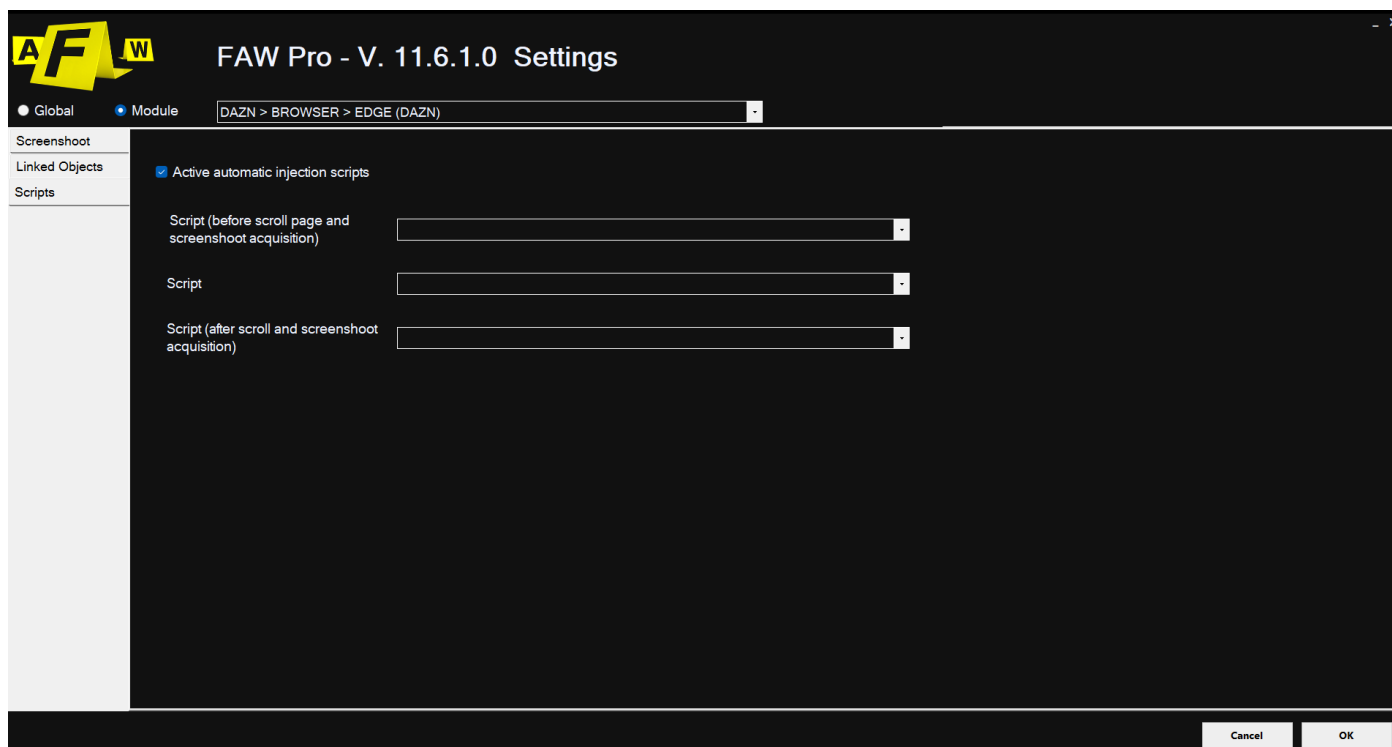 A F W
FAW Pro - V. 11.6.1.0 Settings
Global
Module
DAZN > BROWSER > EDGE (DAZN)
Screenshoot
Linked Objects
Scripts
Active automatic injection scripts
Script (before scroll page and
screenshoot acquisition)
Script
Script (after scroll and screenshoot
acquisition)
Cancel
OK